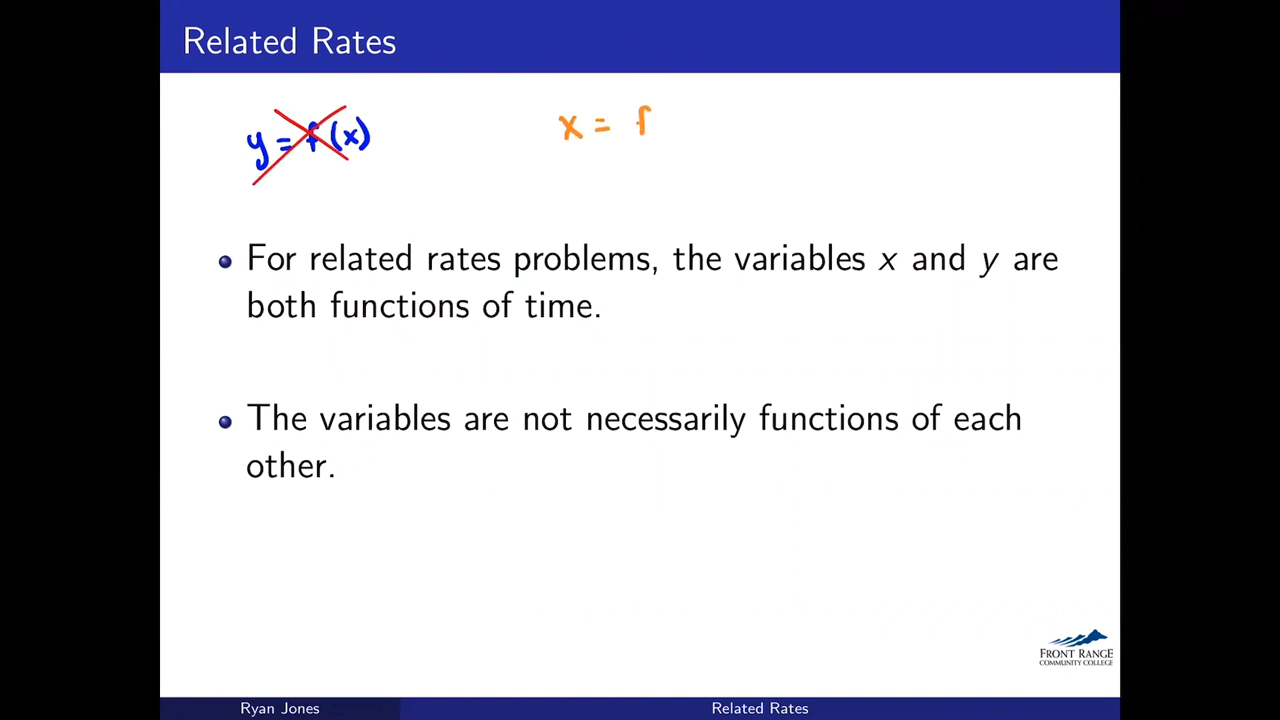 Related Rates
y = f(x)
x = f
For related rates problems, the variables x and y are
both functions of time.
The variables are not necessarily functions of each
other.
FRONT RANGE
COMMUNITY COLLEGE
Ryan Jones
Related Rates